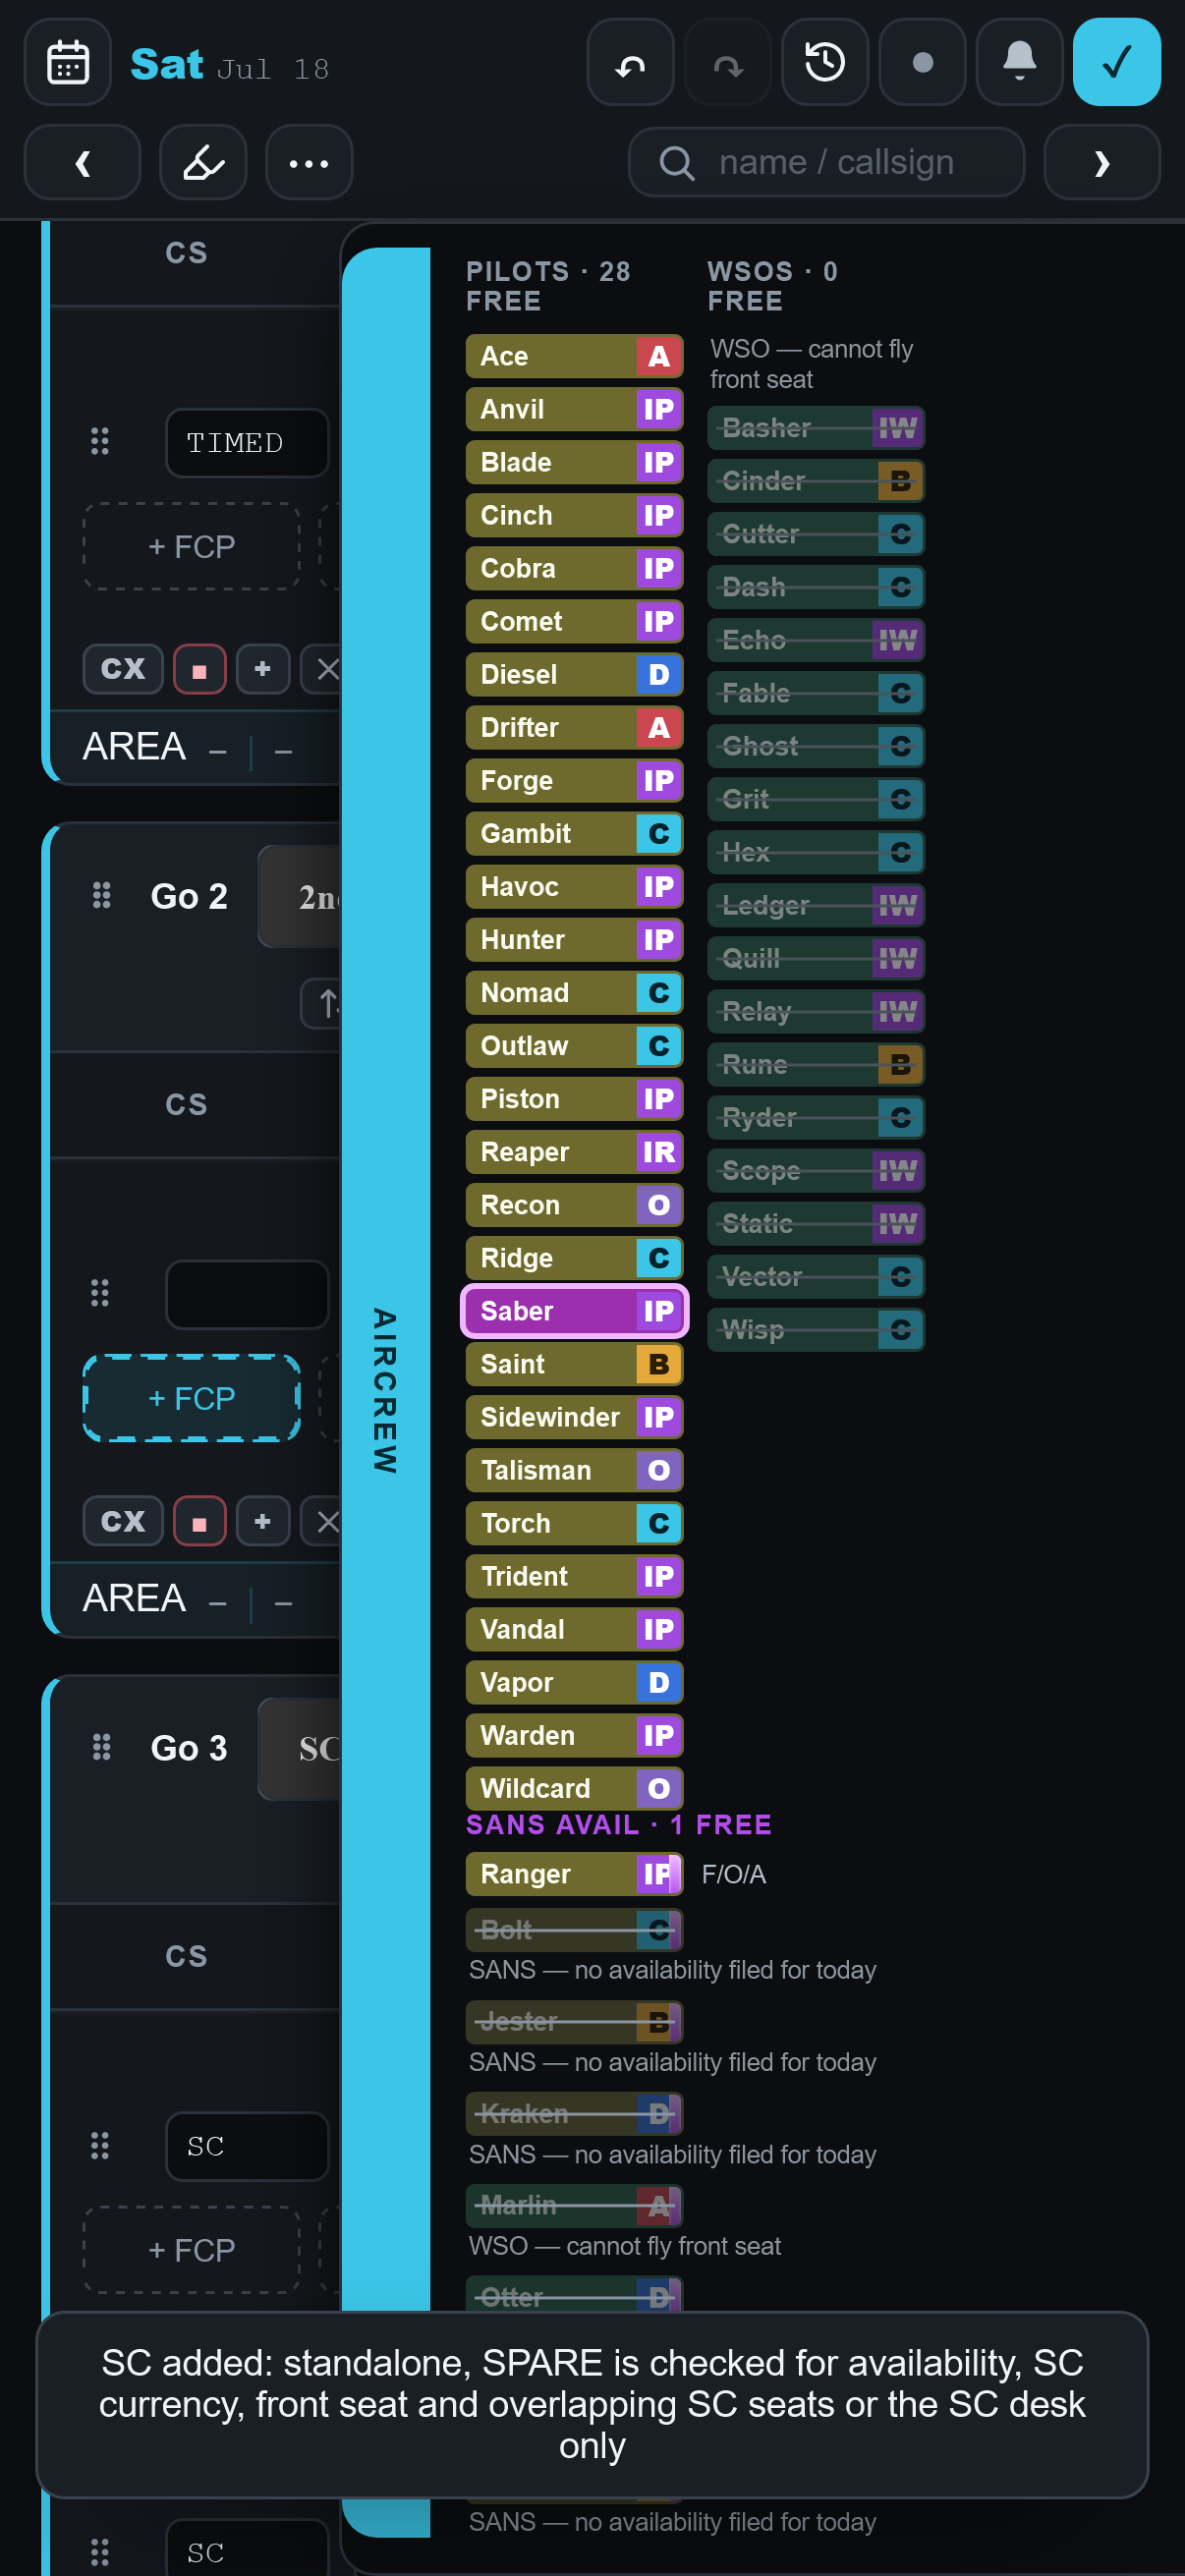 Sat Jul 18
name / callsign
CS
TIMED
+ FCP
CX
AREA – | –
Go 2
CS
+ FCP
CX
AREA – | –
Go 3
CS
SC
+ FCP
SC
AIRCREW
PILOTS · 28
FREE
Ace A
Anvil IP
Blade IP
Cinch IP
Cobra IP
Comet IP
Diesel D
Drifter A
Forge IP
Gambit C
Havoc IP
Hunter IP
Nomad C
Outlaw C
Piston IP
Reaper IR
Recon O
Ridge C
Saber IP
Saint B
Sidewinder IP
Talisman O
Torch C
Trident IP
Vandal IP
Vapor D
Warden IP
Wildcard O
WSOS · 0
FREE
WSO — cannot fly
front seat
Basher IW
Cinder B
Cutter C
Dash C
Echo IW
Fable C
Ghost C
Grit C
Hex C
Ledger IW
Quill IW
Relay IW
Rune B
Ryder C
Scope IW
Static IW
Vector C
Wisp C
SANS AVAIL · 1 FREE
Ranger IP F/O/A
Bolt C
SANS — no availability filed for today
Jester B
SANS — no availability filed for today
Kraken D
SANS — no availability filed for today
Marlin A
WSO — cannot fly front seat
Otter D
SC added: standalone, SPARE is checked for availability, SC
currency, front seat and overlapping SC seats or the SC desk
only
SANS — no availability filed for today